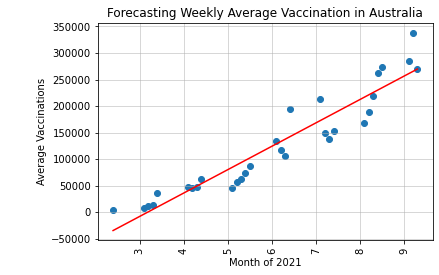 Forecasting Weekly Average Vaccination in Australia
350000
300000
250000
200000
150000
100000
50000
0
−50000
Average Vaccinations
3 4 5 6 7 8 9
Month of 2021